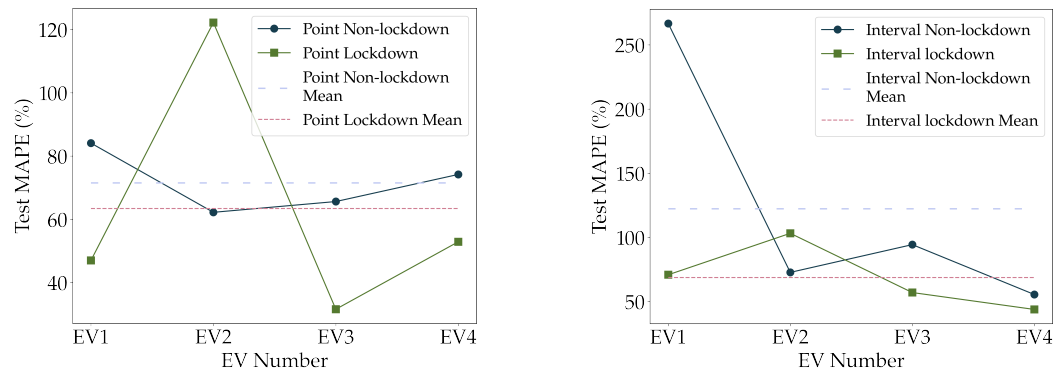 120
100
80
60
40
Test MAPE (%)
EV1 EV2 EV3 EV4
EV Number
Point Non-lockdown
Point Lockdown
Point Non-lockdown
Mean
Point Lockdown Mean
250
200
150
100
50
Test MAPE (%)
EV1 EV2 EV3 EV4
EV Number
Interval Non-lockdown
Interval lockdown
Interval Non-lockdown
Mean
Interval lockdown Mean